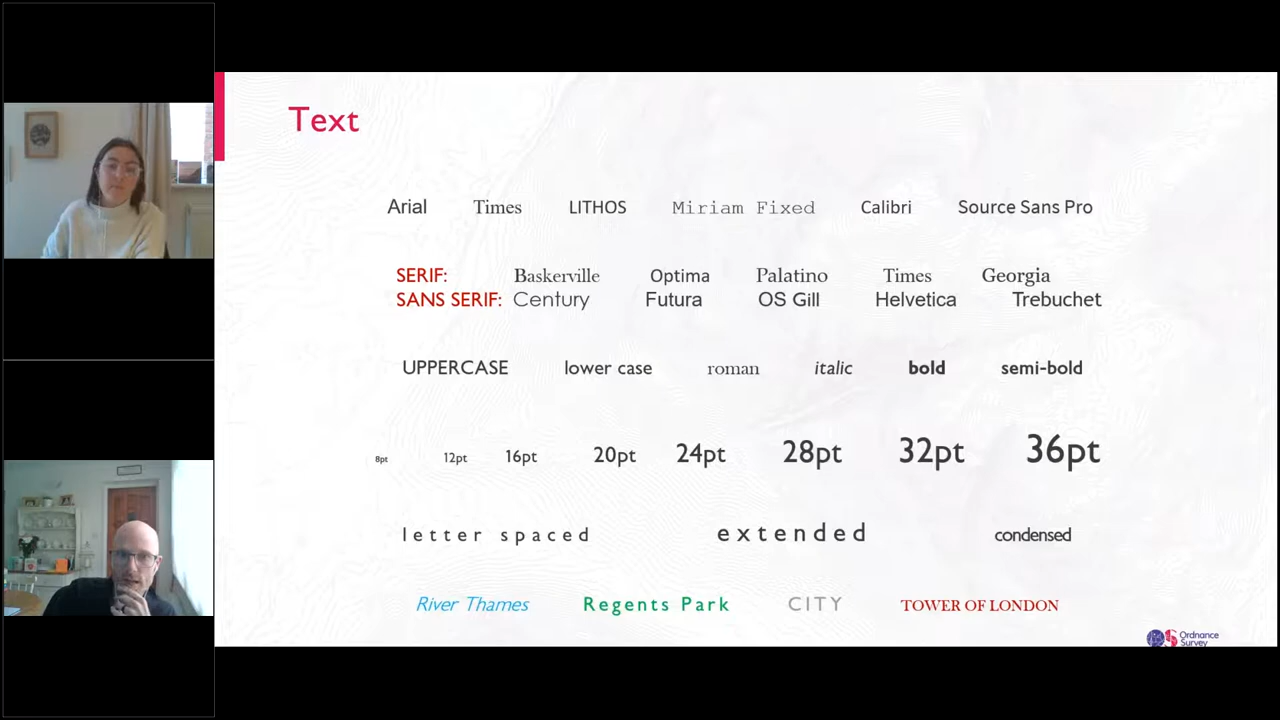 Text
Arial Times LITHOS Miriam Fixed Calibri Source Sans Pro
SERIF: Baskerville Optima Palatino Times Georgia
SANS SERIF: Century Futura OS Gill Helvetica Trebuchet
UPPERCASE lower case roman italic bold semi-bold
8pt 12pt 16pt 20pt 24pt 28pt 32pt 36pt
letter spaced extended condensed
River Thames Regents Park CITY TOWER OF LONDON
Ordnance
Survey